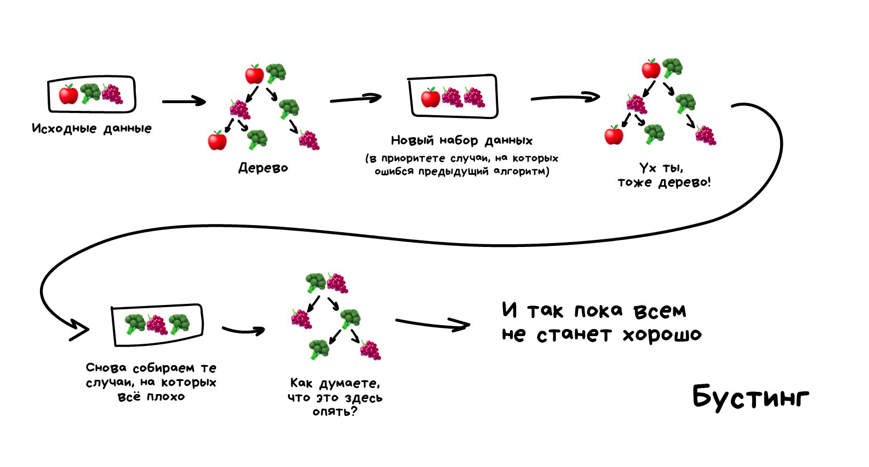 Исходные данные
Дерево
Новый набор данных
(в приоритете случаи, на которых
ошибся предыдущий алгоритм)
Ух ты,
тоже дерево!
Снова собираем те
случаи, на которых
всё плохо
Как думаете,
что это здесь
опять?
И так пока всем
не станет хорошо
Бустинг